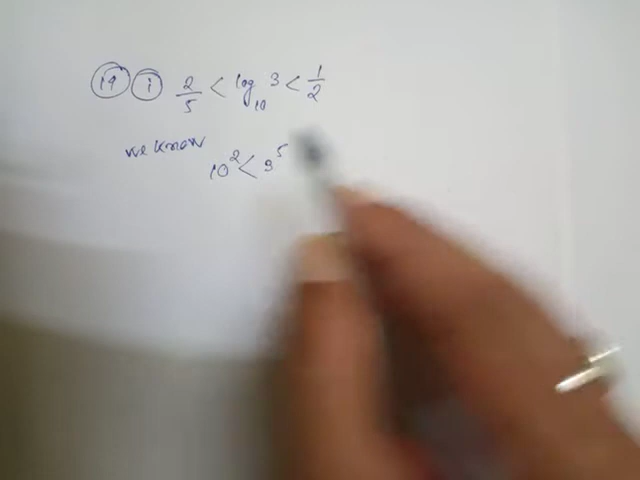 19 i 2/5 < log₁₀ 3 < 1/2
we know
10² < 3⁵